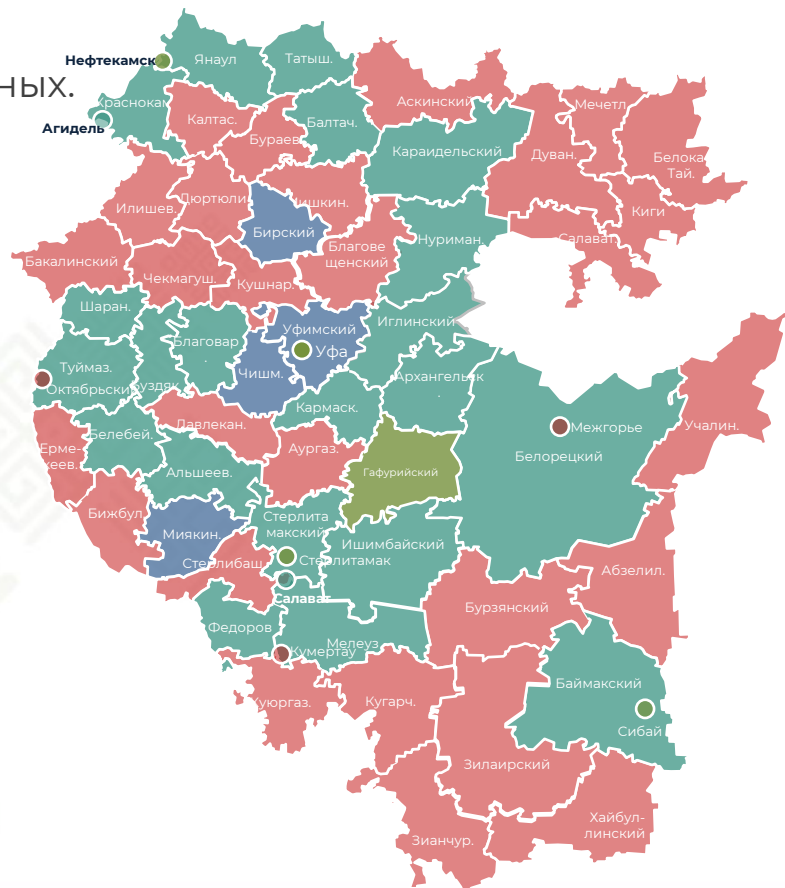 ных.
Нефтекамск
Янаул
Татыш.
Краснокам
Аскинский
Мечетл.
Агидель
Калтас.
Балтач.
Бураев
Караидельский
Дуван.
Белока
Тай.
Илишев.
Дюртюли
Мишкин.
Бирский
Нуриман.
Киги
Салават.
Благове
щенский
Бакалинский
Чекмагуш.
Кушнар.
Шаран.
Уфимский
Иглинский
Благовар
.
Уфа
Туймаз.
Чишм.
Архангельск
.
Октябрьский
уздяк
Кармаск.
Давлекан.
Учалин.
Межгорье
Белебей.
Белорецкий
Ерме-
кеев.
Аургаз.
Альшеев.
Гафурийский
Бижбул
Стерлита
макский
Миякин.
Ишимбайский
Стерлибаш.
Стерлитамак
Абзелил.
Салават
Бурзянский
Федоров
Мелеуз.
Кумертау
Баймакский
Куюргаз.
Кугарч.
Сибай
Зилаирский
Хайбул-
линский
Зианчур.